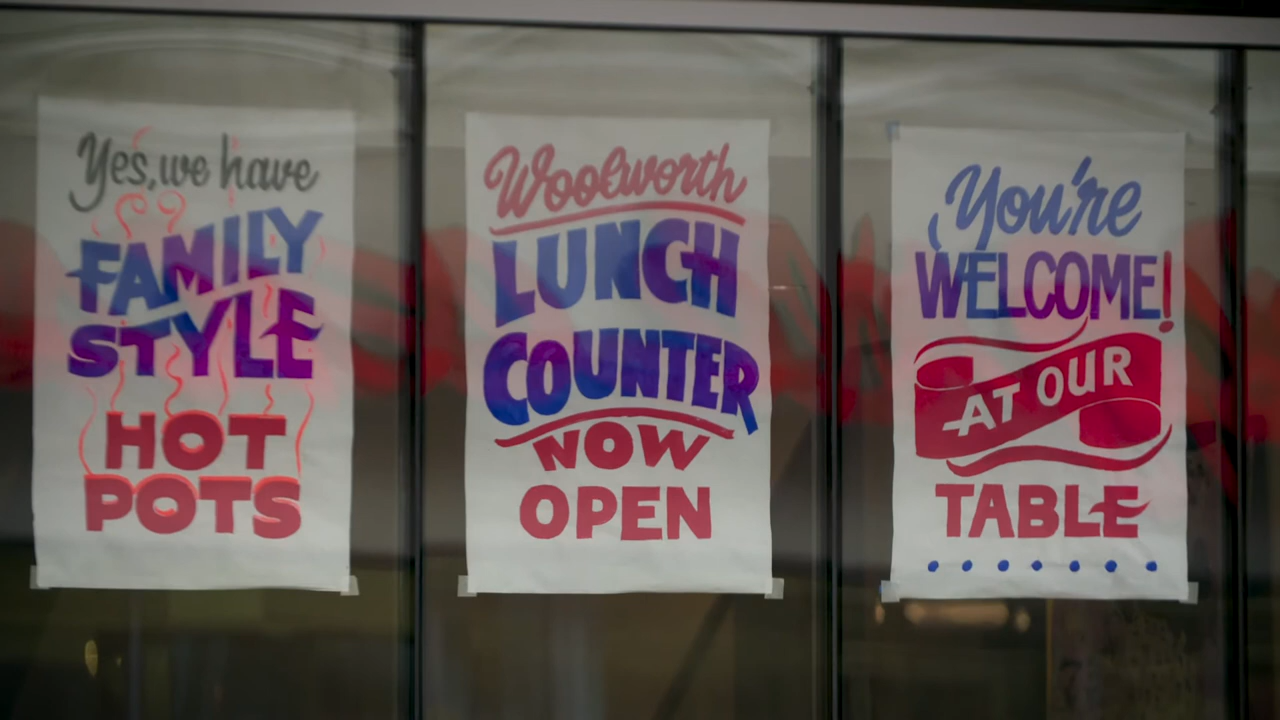 Yes, we have
FAMILY
STYLE
HOT
POTS
Woolworth
LUNCH
COUNTER
NOW
OPEN
You're
WELCOME!
AT OUR
TABLE